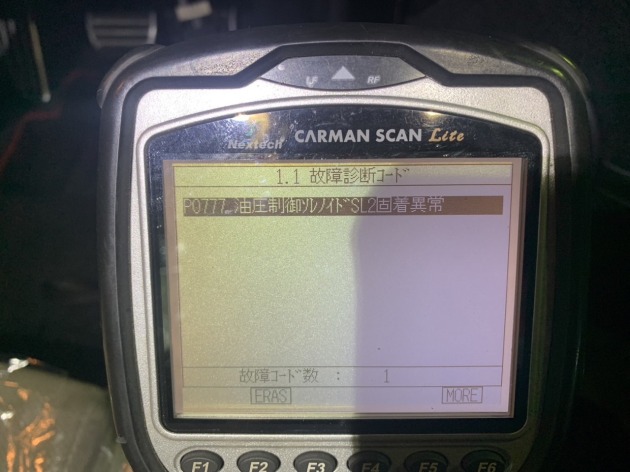 LF RF
Nextech CARMAN SCAN Lite
1.1 故障診断ｺｰﾄﾞ
P0777 油圧制御ｿﾚﾉｲﾄﾞSL2固着異常
故障ｺｰﾄﾞ数 : 1
ERAS MORE
F1 F2 F3 F4 F5 F6